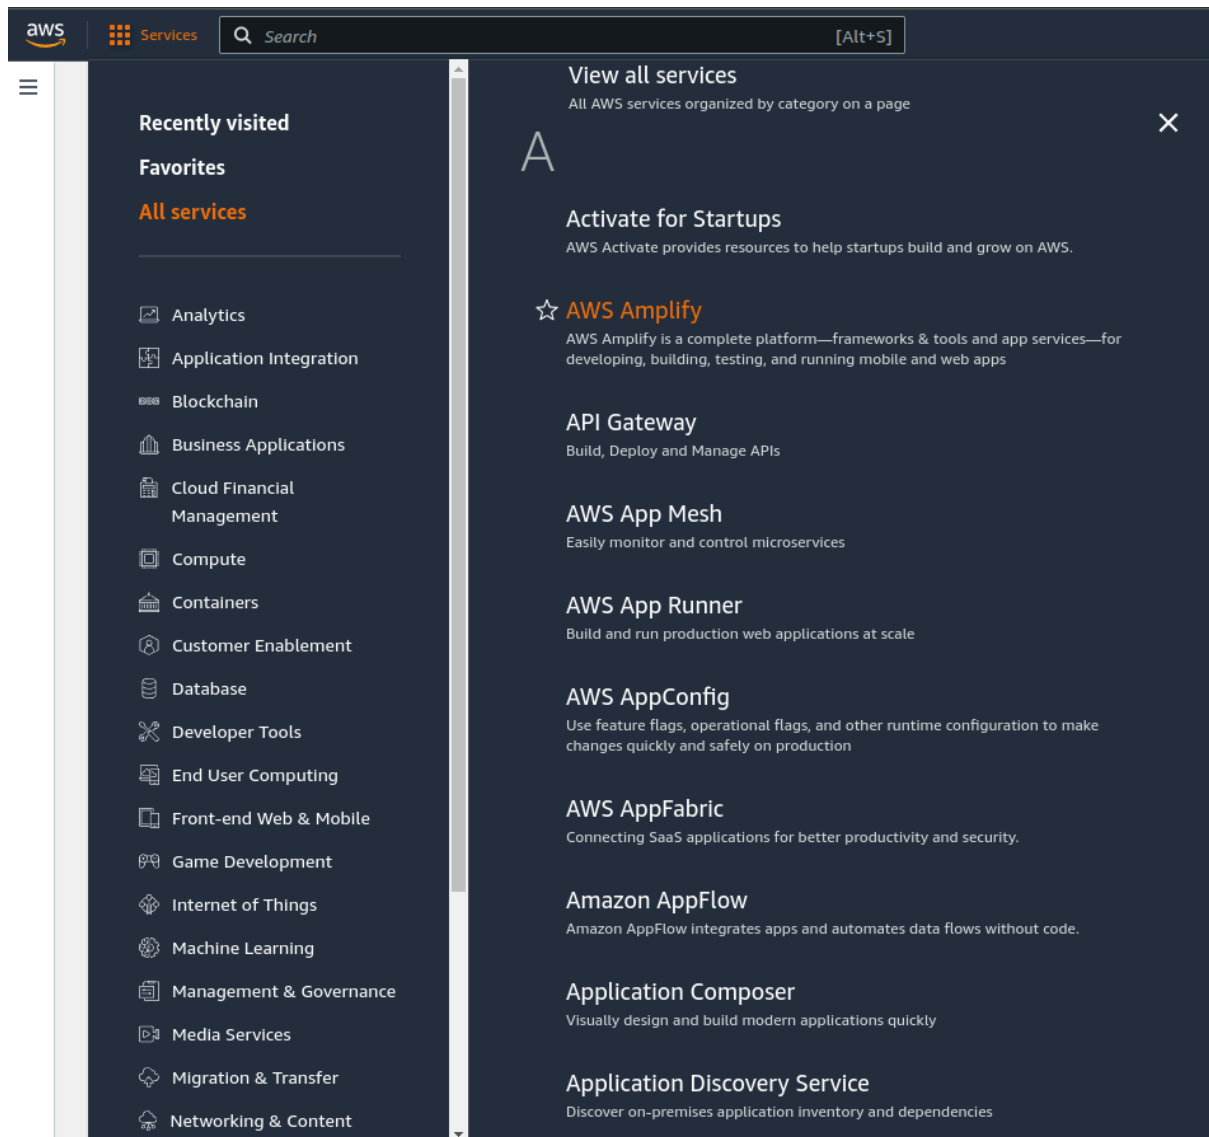 aws
Services
Search
[Alt+S]
Recently visited
Favorites
All services
Analytics
Application Integration
Blockchain
Business Applications
Cloud Financial
Management
Compute
Containers
Customer Enablement
Database
Developer Tools
End User Computing
Front-end Web & Mobile
Game Development
Internet of Things
Machine Learning
Management & Governance
Media Services
Migration & Transfer
Networking & Content
View all services
All AWS services organized by category on a page
A
Activate for Startups
AWS Activate provides resources to help startups build and grow on AWS.
AWS Amplify
AWS Amplify is a complete platform—frameworks & tools and app services—for
developing, building, testing, and running mobile and web apps
API Gateway
Build, Deploy and Manage APIs
AWS App Mesh
Easily monitor and control microservices
AWS App Runner
Build and run production web applications at scale
AWS AppConfig
Use feature flags, operational flags, and other runtime configuration to make
changes quickly and safely on production
AWS AppFabric
Connecting SaaS applications for better productivity and security.
Amazon AppFlow
Amazon AppFlow integrates apps and automates data flows without code.
Application Composer
Visually design and build modern applications quickly
Application Discovery Service
Discover on-premises application inventory and dependencies